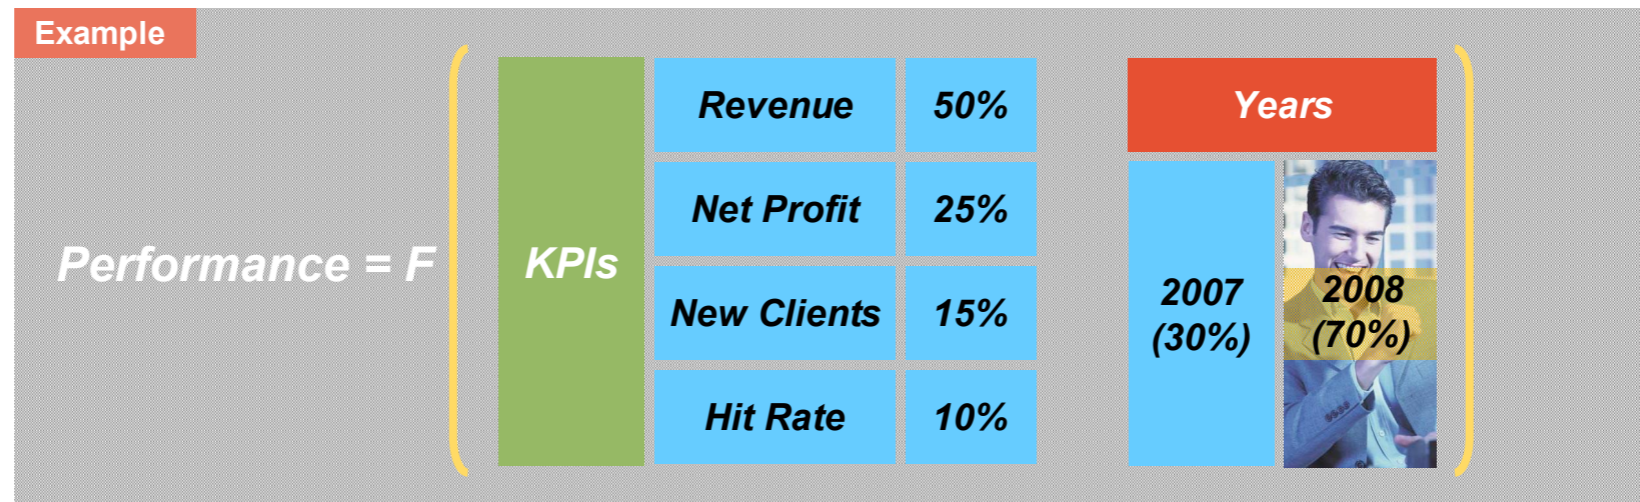 Example
Performance = F
KPIs
Revenue 50%
Net Profit 25%
New Clients 15%
Hit Rate 10%
Years
2007
(30%)
2008
(70%)